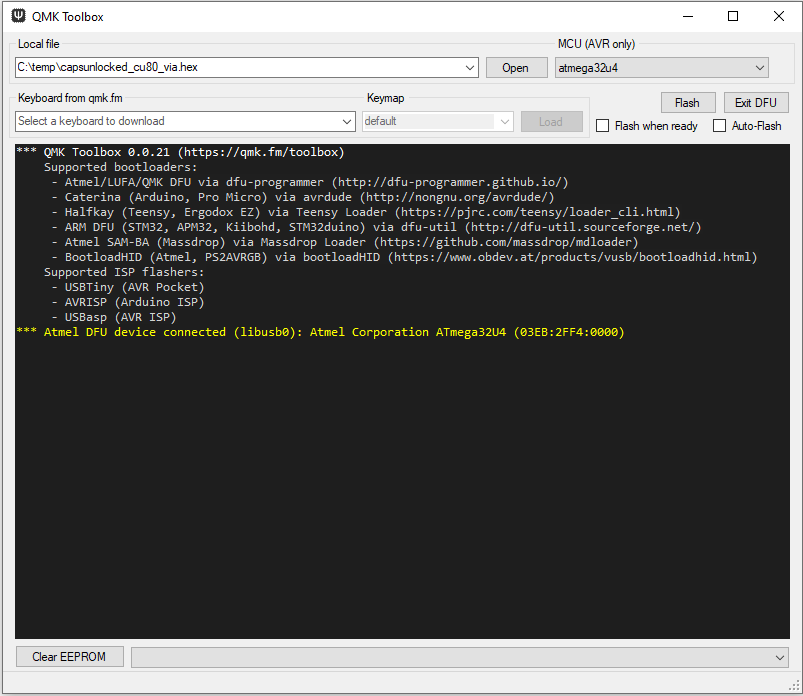 QMK Toolbox
Local file
MCU (AVR only)
C:\temp\capsunlocked_cu80_via.hex
Open
atmega32u4
Keyboard from qmk.fm
Keymap
Flash
Exit DFU
Select a keyboard to download
default
Load
Flash when ready
Auto-Flash
*** QMK Toolbox 0.0.21 (https://qmk.fm/toolbox)
Supported bootloaders:
- Atmel/LUFA/QMK DFU via dfu-programmer (http://dfu-programmer.github.io/)
- Caterina (Arduino, Pro Micro) via avrdude (http://nongnu.org/avrdude/)
- Halfkay (Teensy, Ergodox EZ) via Teensy Loader (https://pjrc.com/teensy/loader_cli.html)
- ARM DFU (STM32, APM32, Kiibohd, STM32duino) via dfu-util (http://dfu-util.sourceforge.net/)
- Atmel SAM-BA (Massdrop) via Massdrop Loader (https://github.com/massdrop/mdloader)
- BootloadHID (Atmel, PS2AVRGB) via bootloadHID (https://www.obdev.at/products/vusb/bootloadhid.html)
Supported ISP flashers:
- USBTiny (AVR Pocket)
- AVRISP (Arduino ISP)
- USBasp (AVR ISP)
*** Atmel DFU device connected (libusb0): Atmel Corporation ATmega32U4 (03EB:2FF4:0000)
Clear EEPROM